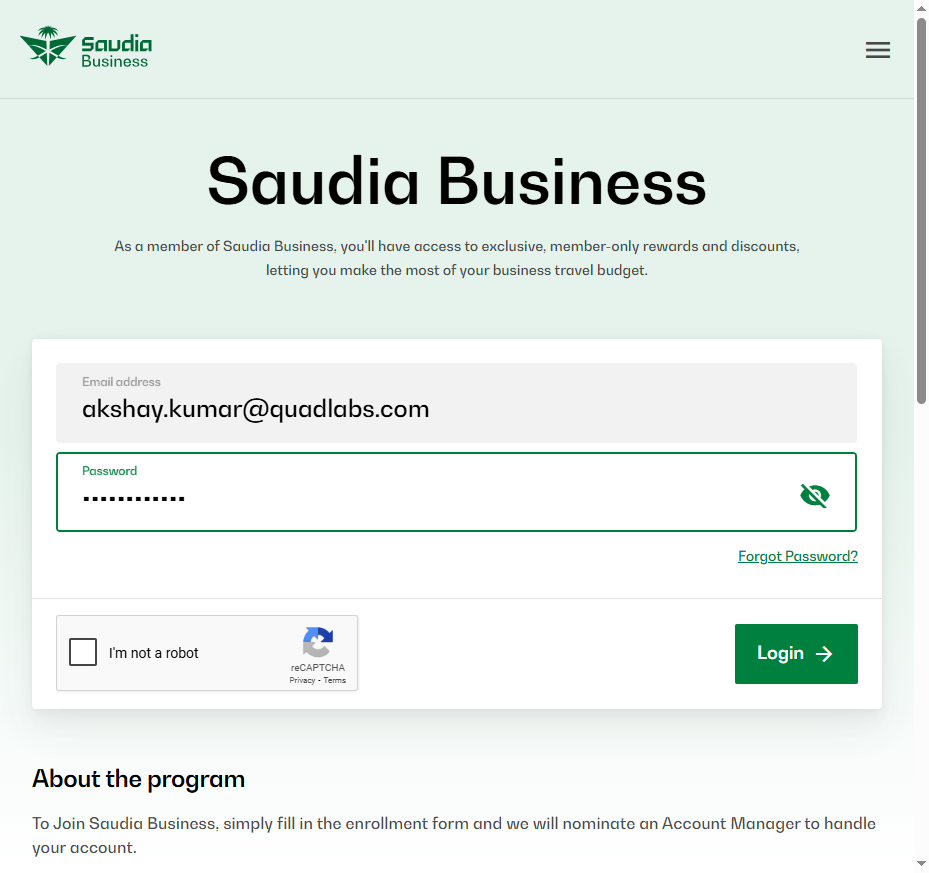 Saudia
Business
Saudia Business
As a member of Saudia Business, you'll have access to exclusive, member-only rewards and discounts,
letting you make the most of your business travel budget.
Email address
akshay.kumar@quadlabs.com
Password
••••••••••••
Forgot Password?
I'm not a robot
reCAPTCHA
Privacy - Terms
Login
About the program
To Join Saudia Business, simply fill in the enrollment form and we will nominate an Account Manager to handle
your account.